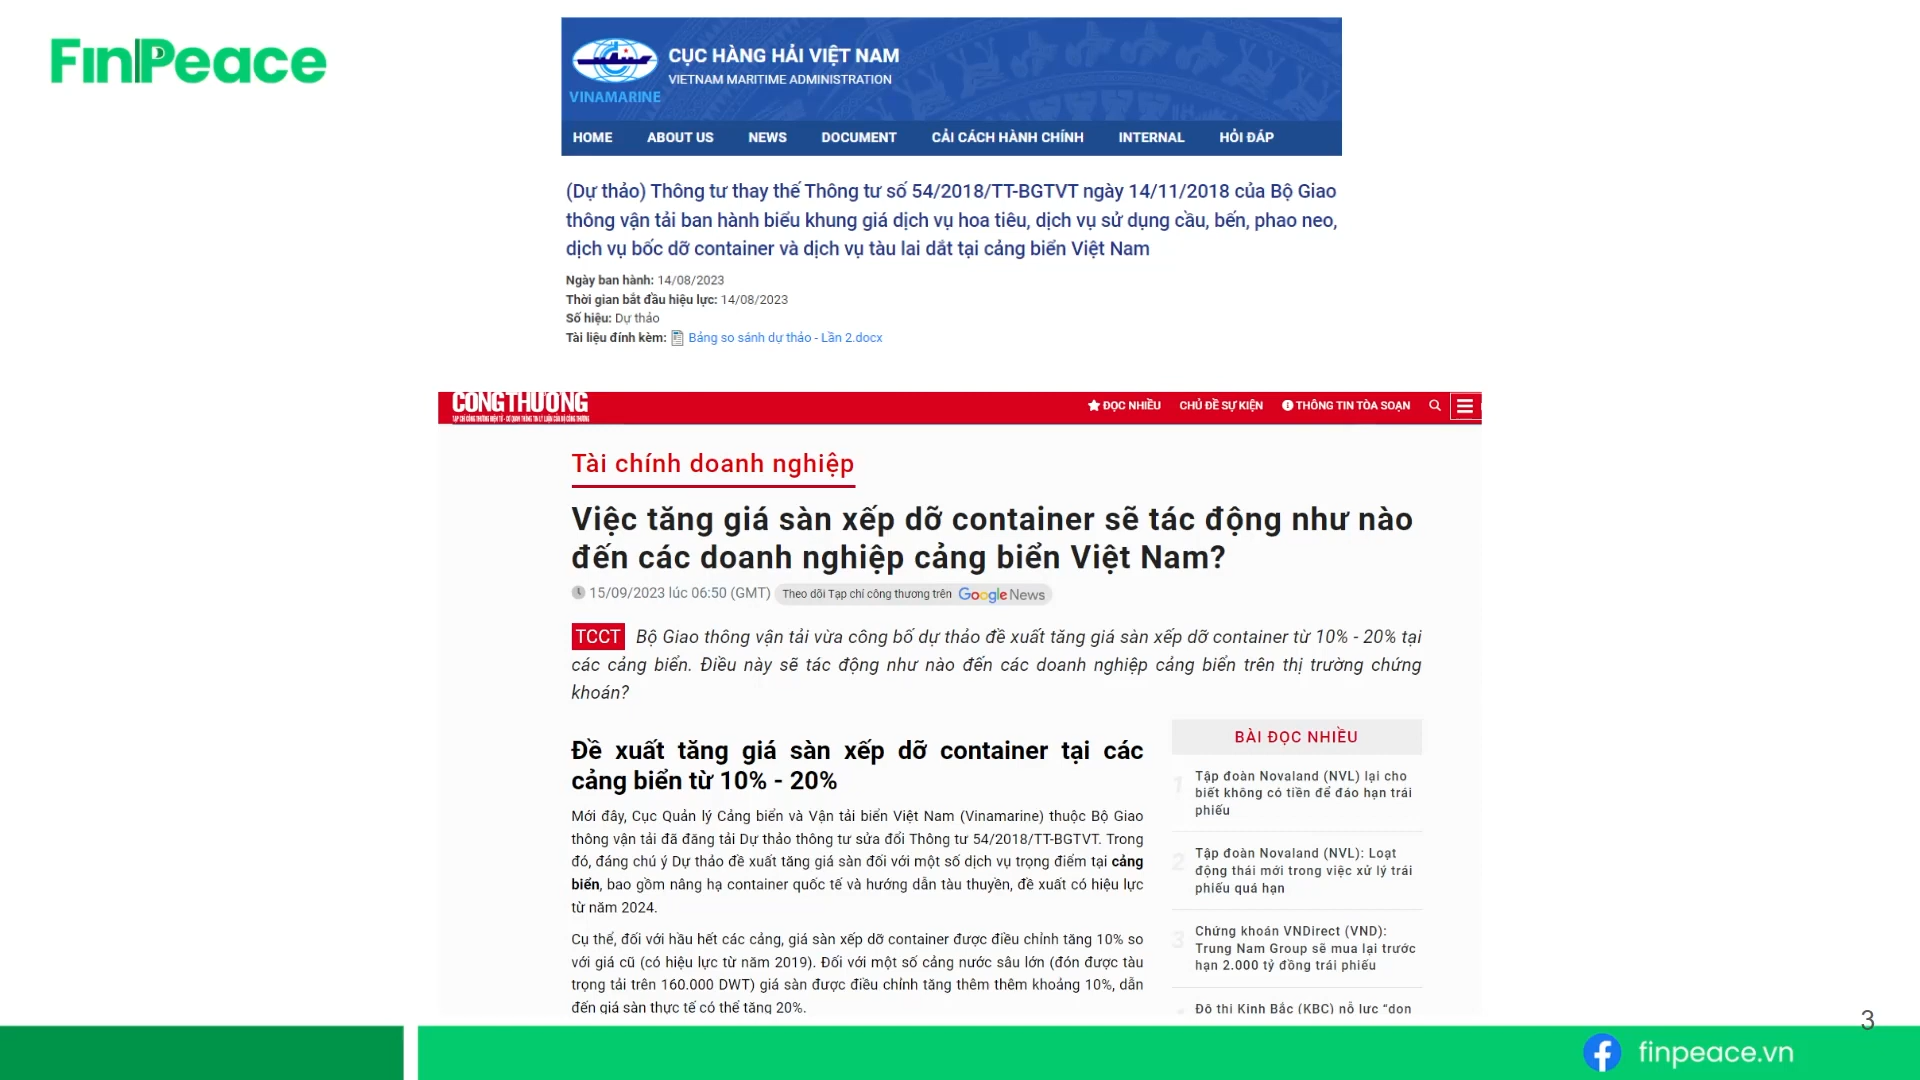 FinPeace
CỤC HÀNG HẢI VIỆT NAM
VIETNAM MARITIME ADMINISTRATION
VINAMARINE
HOME ABOUT US NEWS DOCUMENT CẢI CÁCH HÀNH CHÍNH INTERNAL HỎI ĐÁP
(Dự thảo) Thông tư thay thế Thông tư số 54/2018/TT-BGTVT ngày 14/11/2018 của Bộ Giao
thông vận tải ban hành biểu khung giá dịch vụ hoa tiêu, dịch vụ sử dụng cầu, bến, phao neo,
dịch vụ bốc dỡ container và dịch vụ tàu lai dắt tại cảng biển Việt Nam
Ngày ban hành: 14/08/2023
Thời gian bắt đầu hiệu lực: 14/08/2023
Số hiệu: Dự thảo
Tài liệu đính kèm: Bảng so sánh dự thảo - Lần 2.docx
CÔNG THƯƠNG
TẠP CHÍ CÔNG THƯƠNG ĐIỆN TỬ - CƠ QUAN THÔNG TIN LÝ LUẬN CỦA BỘ CÔNG THƯƠNG
ĐỌC NHIỀU CHỦ ĐỀ SỰ KIỆN THÔNG TIN TÒA SOẠN
Tài chính doanh nghiệp
Việc tăng giá sàn xếp dỡ container sẽ tác động như nào
đến các doanh nghiệp cảng biển Việt Nam?
15/09/2023 lúc 06:50 (GMT) Theo dõi Tạp chí công thương trên Google News
TCCT Bộ Giao thông vận tải vừa công bố dự thảo đề xuất tăng giá sàn xếp dỡ container từ 10% - 20% tại
các cảng biển. Điều này sẽ tác động như nào đến các doanh nghiệp cảng biển trên thị trường chứng
khoán?
Đề xuất tăng giá sàn xếp dỡ container tại các
cảng biển từ 10% - 20%
Mới đây, Cục Quản lý Cảng biển và Vận tải biển Việt Nam (Vinamarine) thuộc Bộ Giao
thông vận tải đã đăng tải Dự thảo thông tư sửa đổi Thông tư 54/2018/TT-BGTVT. Trong
đó, đáng chú ý Dự thảo đề xuất tăng giá sàn đối với một số dịch vụ trọng điểm tại cảng
biển, bao gồm nâng hạ container quốc tế và hướng dẫn tàu thuyền, đề xuất có hiệu lực
từ năm 2024.
Cụ thể, đối với hầu hết các cảng, giá sàn xếp dỡ container được điều chỉnh tăng 10% so
với giá cũ (có hiệu lực từ năm 2019). Đối với một số cảng nước sâu lớn (đón được tàu
trọng tải trên 160.000 DWT) giá sàn được điều chỉnh tăng thêm thêm khoảng 10%, dẫn
đến giá sàn thực tế có thể tăng 20%.
BÀI ĐỌC NHIỀU
1 Tập đoàn Novaland (NVL) lại cho
biết không có tiền để đáo hạn trái
phiếu
2 Tập đoàn Novaland (NVL): Loạt
động thái mới trong việc xử lý trái
phiếu quá hạn
3 Chứng khoán VNDirect (VND):
Trung Nam Group sẽ mua lại trước
hạn 2.000 tỷ đồng trái phiếu
Đô thị Kinh Bắc (KBC) nỗ lực "dọn
3
finpeace.vn